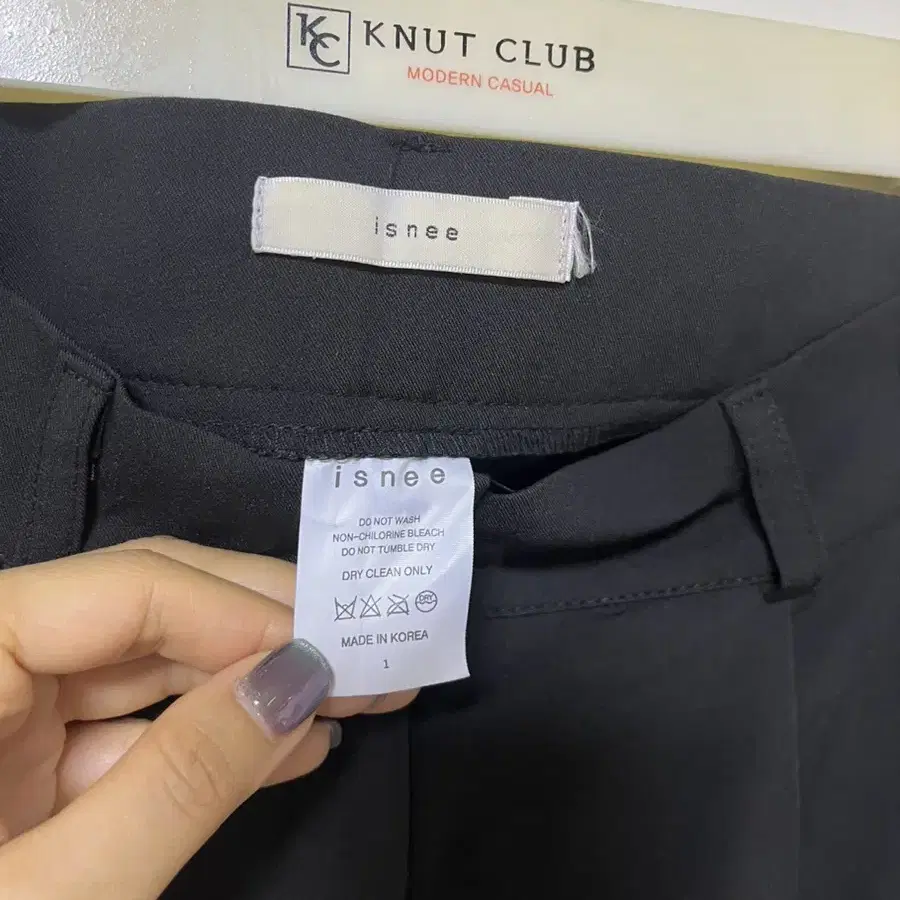 KC KNUT CLUB
MODERN CASUAL
isnee
isnee
DO NOT WASH
NON-CHILORINE BLEACH
DO NOT TUMBLE DRY
DRY CLEAN ONLY
DRY
MADE IN KOREA
1